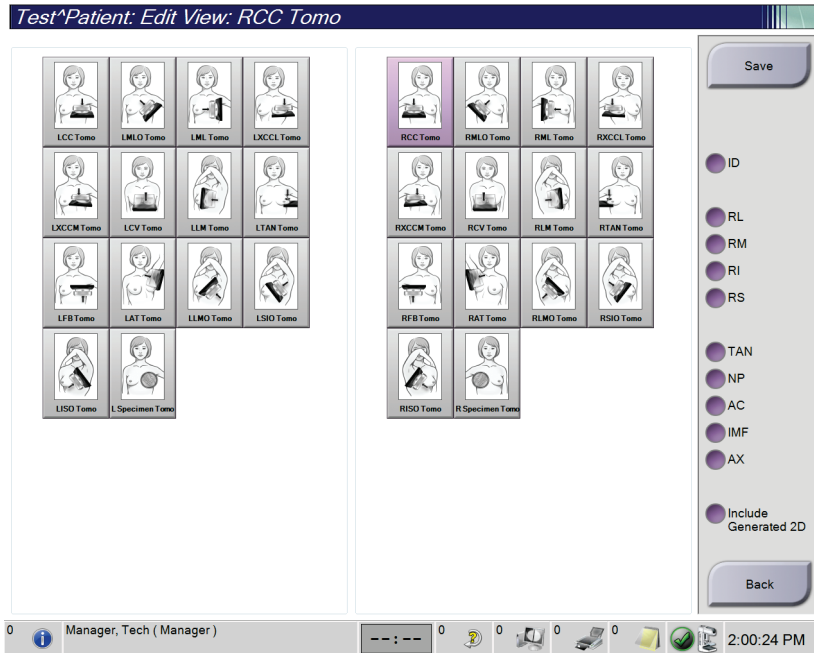 Test^Patient: Edit View: RCC Tomo
LCC Tomo LMLO Tomo LML Tomo LXCCL Tomo
LXCCM Tomo LCV Tomo LLM Tomo LTAN Tomo
LFB Tomo LAT Tomo LLMO Tomo LSIO Tomo
LISO Tomo L Specimen Tomo
RCC Tomo RMLO Tomo RML Tomo RXCCL Tomo
RXCCM Tomo RCV Tomo RLM Tomo RTAN Tomo
RFB Tomo RAT Tomo RLMO Tomo RSIO Tomo
RISO Tomo R Specimen Tomo
Save
ID
RL
RM
RI
RS
TAN
NP
AC
IMF
AX
Include
Generated 2D
Back
0 Manager, Tech ( Manager ) --:-- 0 0 0 0 2:00:24 PM